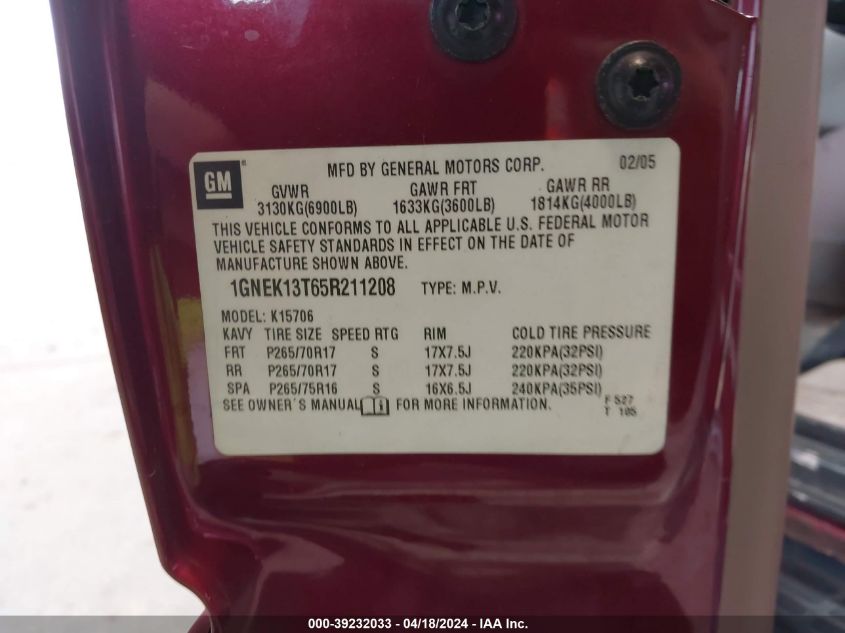 GM ® MFD BY GENERAL MOTORS CORP. 02/05
GVWR GAWR FRT GAWR RR
3130KG(6900LB) 1633KG(3600LB) 1814KG(4000LB)
THIS VEHICLE CONFORMS TO ALL APPLICABLE U.S. FEDERAL MOTOR
VEHICLE SAFETY STANDARDS IN EFFECT ON THE DATE OF
MANUFACTURE SHOWN ABOVE.
1GNEK13T65R211208 TYPE: M.P.V.
MODEL: K15706
KAVY TIRE SIZE SPEED RTG RIM COLD TIRE PRESSURE
FRT P265/70R17 S 17X7.5J 220KPA(32PSI)
RR P265/70R17 S 17X7.5J 220KPA(32PSI)
SPA P265/75R16 S 16X6.5J 240KPA(35PSI)
SEE OWNER'S MANUAL FOR MORE INFORMATION. F 527
T 105
000-39232033 - 04/18/2024 - IAA Inc.